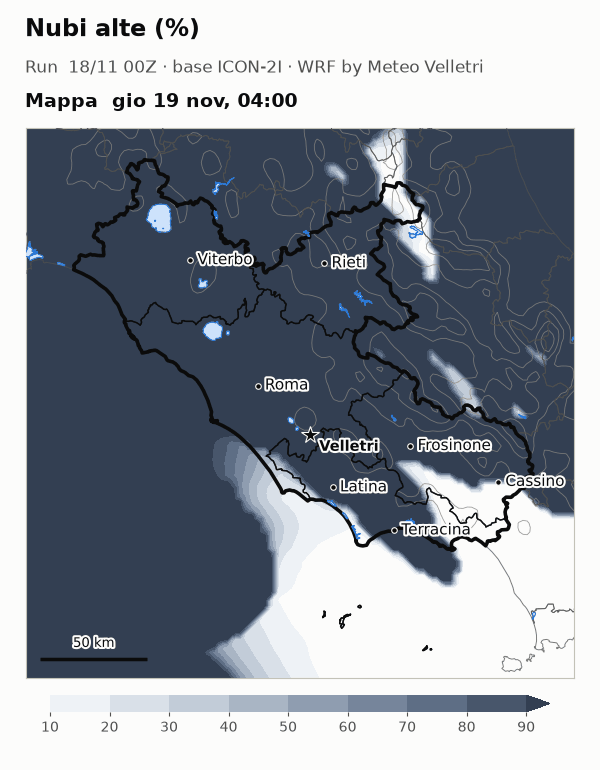 Nubi alte (%)
Run 18/11 00Z · base ICON-2I · WRF by Meteo Velletri
Mappa gio 19 nov, 04:00
Viterbo
Rieti
Roma
Velletri
Frosinone
Latina
Cassino
Terracina
50 km
10 20 30 40 50 60 70 80 90